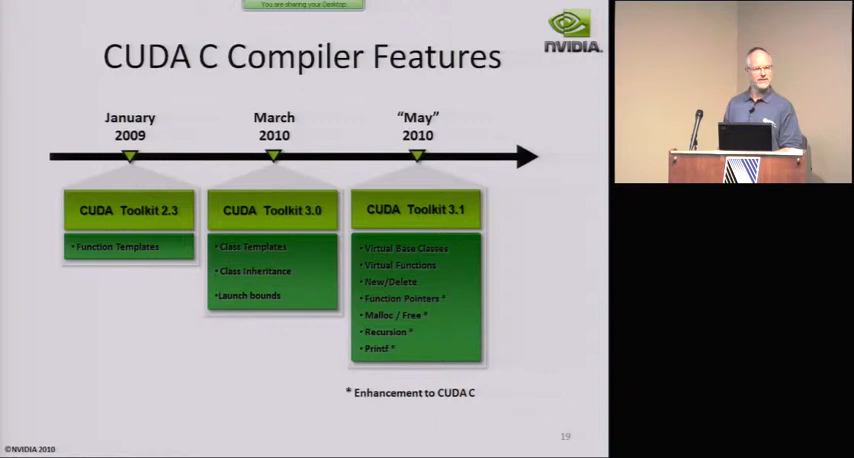 You are sharing your Desktop
NVIDIA.
CUDA C Compiler Features
January
2009
March
2010
“May”
2010
CUDA Toolkit 2.3
• Function Templates
CUDA Toolkit 3.0
• Class Templates
• Class Inheritance
• Launch bounds
CUDA Toolkit 3.1
• Virtual Base Classes
• Virtual Functions
• New/Delete
• Function Pointers *
• Malloc / Free *
• Recursion *
• Printf *
* Enhancement to CUDA C
19
©NVIDIA 2010